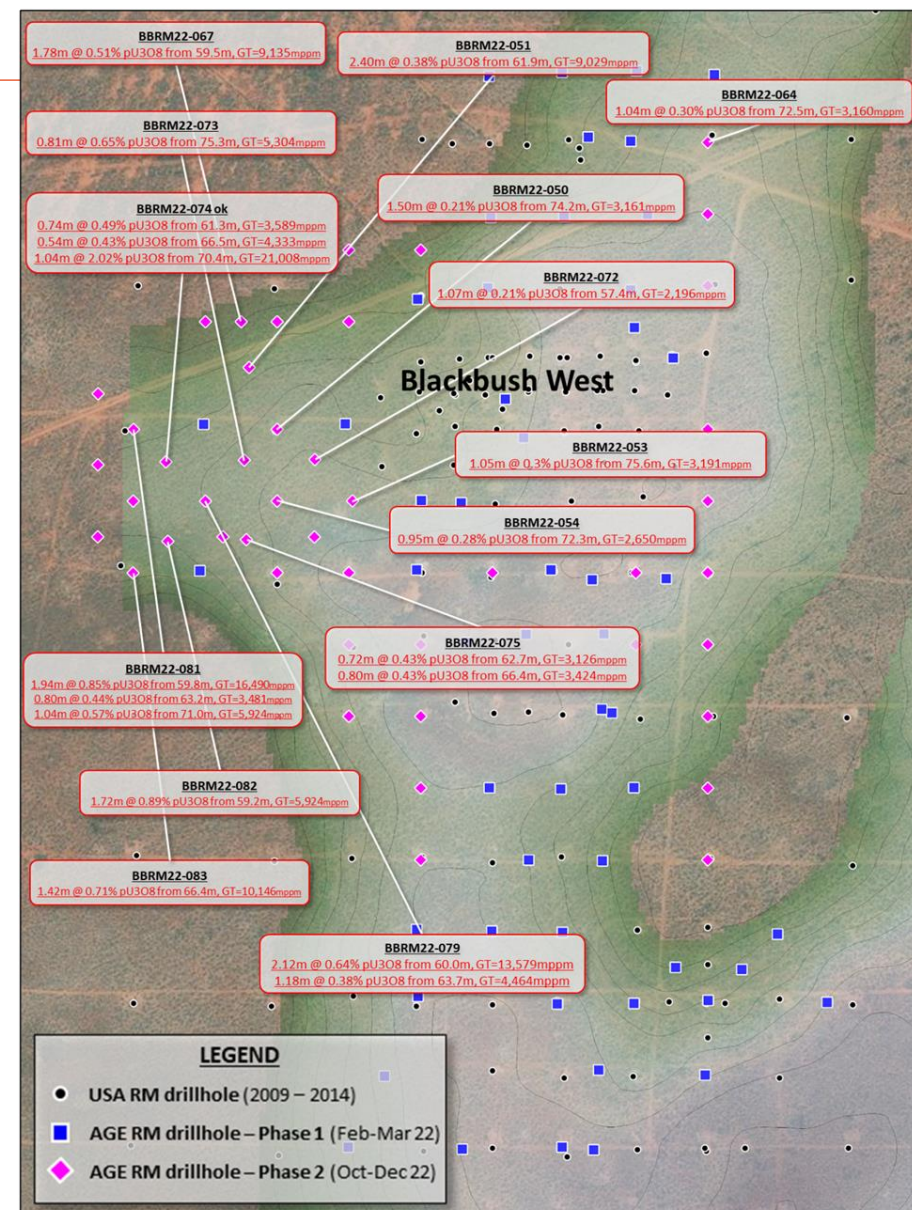 BBRM22-067
1.78m @ 0.51% pU3O8 from 59.5m, GT=9,135mppm
BBRM22-051
2.40m @ 0.38% pU3O8 from 61.9m, GT=9,029mppm
BBRM22-064
1.04m @ 0.30% pU3O8 from 72.5m, GT=3,160mppm
BBRM22-073
0.81m @ 0.65% pU3O8 from 75.3m, GT=5,304mppm
BBRM22-074 ok
0.74m @ 0.49% pU3O8 from 61.3m, GT=3,589mppm
0.54m @ 0.43% pU3O8 from 66.5m, GT=4,333mppm
1.04m @ 2.02% pU3O8 from 70.4m, GT=21,008mppm
BBRM22-050
1.50m @ 0.21% pU3O8 from 74.2m, GT=3,161mppm
BBRM22-072
1.07m @ 0.21% pU3O8 from 57.4m, GT=2,196mppm
Blackbush West
BBRM22-053
1.05m @ 0.3% pU3O8 from 75.6m, GT=3,191mppm
BBRM22-054
0.95m @ 0.28% pU3O8 from 72.3m, GT=2,650mppm
BBRM22-075
0.72m @ 0.43% pU3O8 from 62.7m, GT=3,126mppm
0.80m @ 0.43% pU3O8 from 66.4m, GT=3,424mppm
BBRM22-081
1.94m @ 0.85% pU3O8 from 59.8m, GT=16,490mppm
0.80m @ 0.44% pU3O8 from 63.2m, GT=3,481mppm
1.04m @ 0.57% pU3O8 from 71.0m, GT=5,924mppm
BBRM22-082
1.72m @ 0.89% pU3O8 from 59.2m, GT=5,924mppm
BBRM22-083
1.42m @ 0.71% pU3O8 from 66.4m, GT=10,146mppm
BBRM22-079
2.12m @ 0.64% pU3O8 from 60.0m, GT=13,579mppm
1.18m @ 0.38% pU3O8 from 63.7m, GT=4,464mppm
LEGEND
USA RM drillhole (2009 – 2014)
AGE RM drillhole – Phase 1 (Feb-Mar 22)
AGE RM drillhole – Phase 2 (Oct-Dec 22)